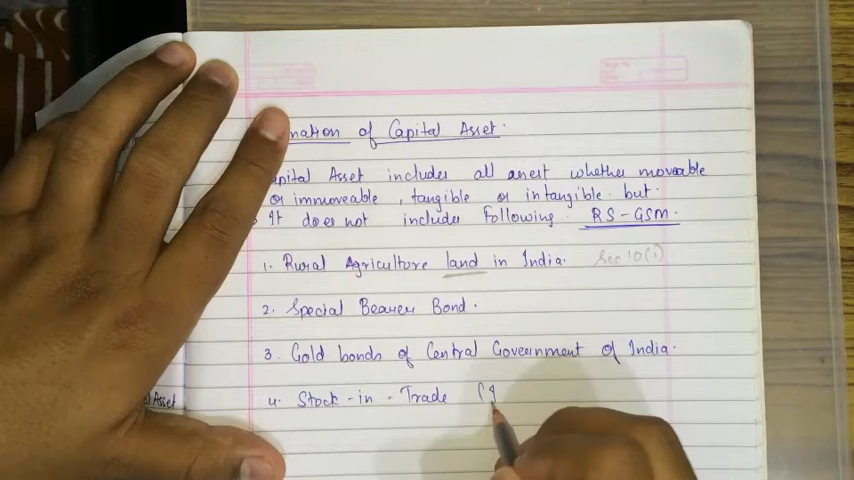 nation of Capital Asset.
apital Asset includes all assest whether moveable
or immoveable, tangible or intangible. but
It does not include Following. RS-GSM.
1. Rural Agriculture land in India. Sec 10(1)
2. Special Bearer Bond.
3. Gold bonds of Central Government of India.
4. Stock-in-Trade (
Asset